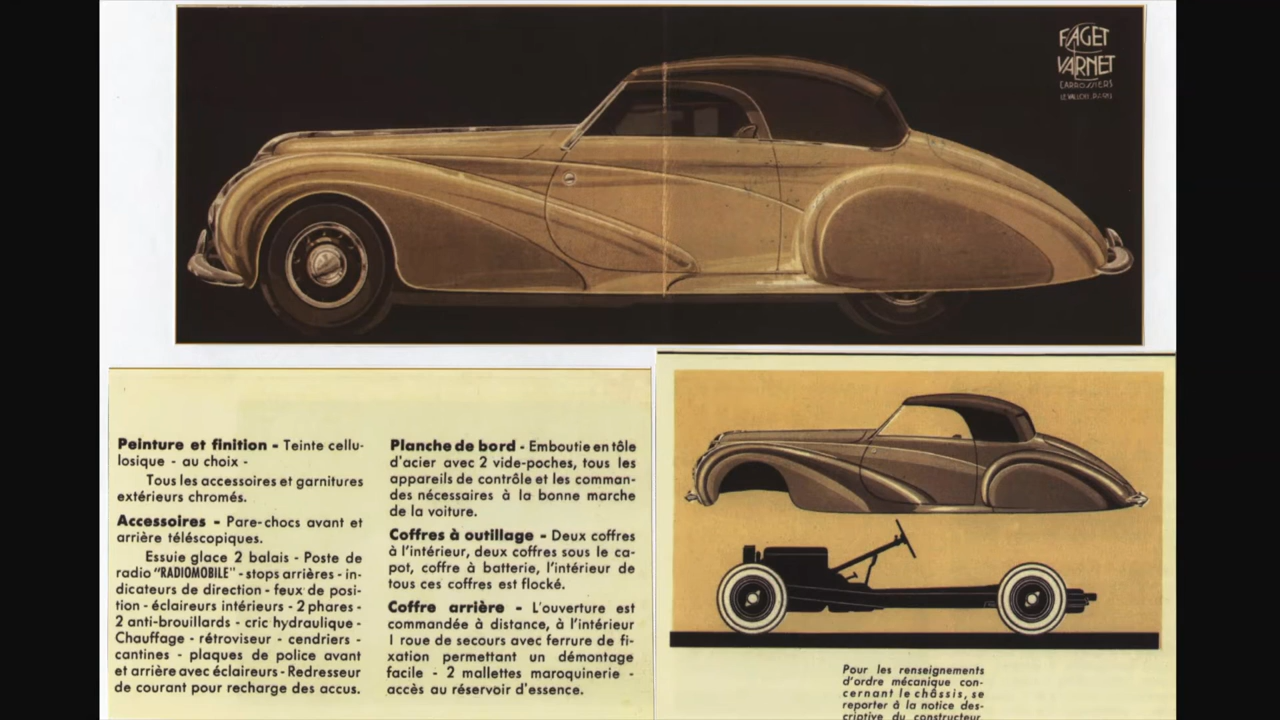 FAGET
VARNET
CARROSSIERS
Peinture et finition - Teinte cellu-
losique - au choix -
Tous les accessoires et garnitures
extérieurs chromés.
Accessoires - Pare-chocs avant et
arrière téléscopiques.
Essuie glace 2 balais - Poste de
radio "RADIOMOBILE" - stops arrières - in-
dicateurs de direction - feux de posi-
tion - éclaireurs intérieurs - 2 phares -
2 anti-brouillards - cric hydraulique -
Chauffage - rétroviseur - cendriers -
cantines - plaques de police avant
et arrière avec éclaireurs - Redresseur
de courant pour recharge des accus.
Planche de bord - Emboutie en tôle
d'acier avec 2 vide-poches, tous les
appareils de contrôle et les comman-
des nécessaires à la bonne marche
de la voiture.
Coffres à outillage - Deux coffres
à l'intérieur, deux coffres sous le ca-
pot, coffre à batterie, l'intérieur de
tous ces coffres est flocké.
Coffre arrière - L'ouverture est
commandée à distance, à l'intérieur
1 roue de secours avec ferrure de fi-
xation permettant un démontage
facile - 2 mallettes maroquinerie -
accès au réservoir d'essence.
Pour les renseignements
d'ordre mécanique con-
cernant le châssis, se
reporter à la notice des-
criptive du constructeur.